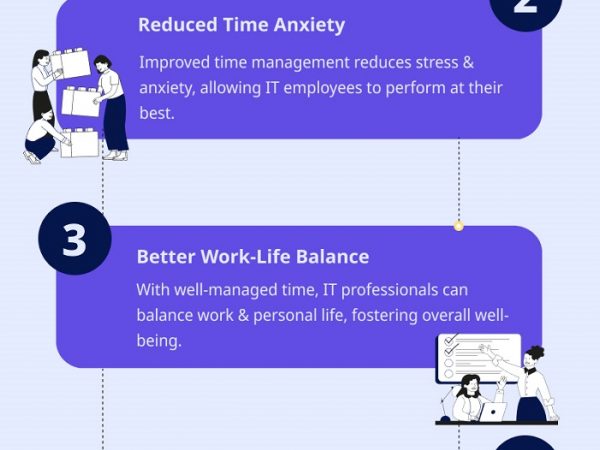 2
Reduced Time Anxiety
Improved time management reduces stress &
anxiety, allowing IT employees to perform at their
best.
3
Better Work-Life Balance
With well-managed time, IT professionals can
balance work & personal life, fostering overall well-
being.